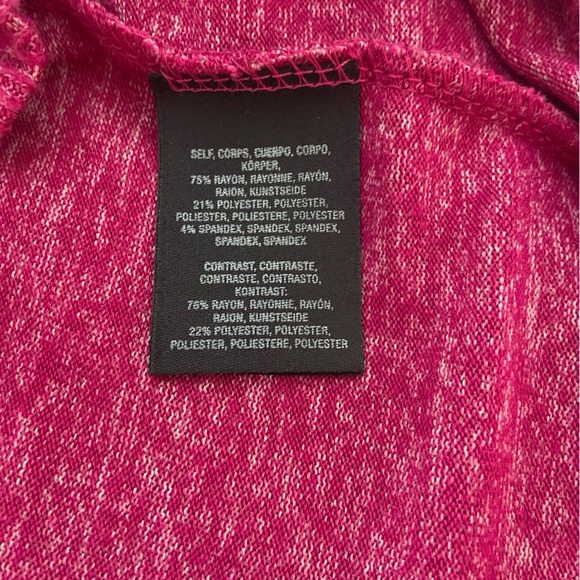 SELF, CORPS, CUERPO, CORPO,
KÖRPER,
75% RAYON, RAYONNE, RAYÓN,
RAION, KUNSTSEIDE
21% POLYESTER, POLYESTER,
POLIESTER, POLIESTERE, POLYESTER
4% SPANDEX, SPANDEX, SPANDEX,
SPANDEX, SPANDEX
CONTRAST, CONTRASTE,
CONTRASTE, CONTRASTO,
KONTRAST:
78% RAYON, RAYONNE, RAYÓN,
RAION, KUNSTSEIDE
22% POLYESTER, POLYESTER,
POLIESTER, POLIESTERE, POLYESTER